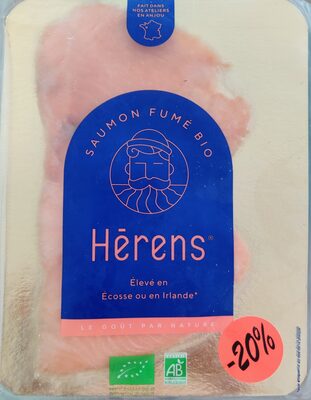 FAIT DANS
NOS ATELIERS
EN ANJOU
SAUMON FUMÉ BIO
Hērens®
Élevé en
Écosse ou en Irlande*
LE GOÛT PAR NATURE
AB
-20%